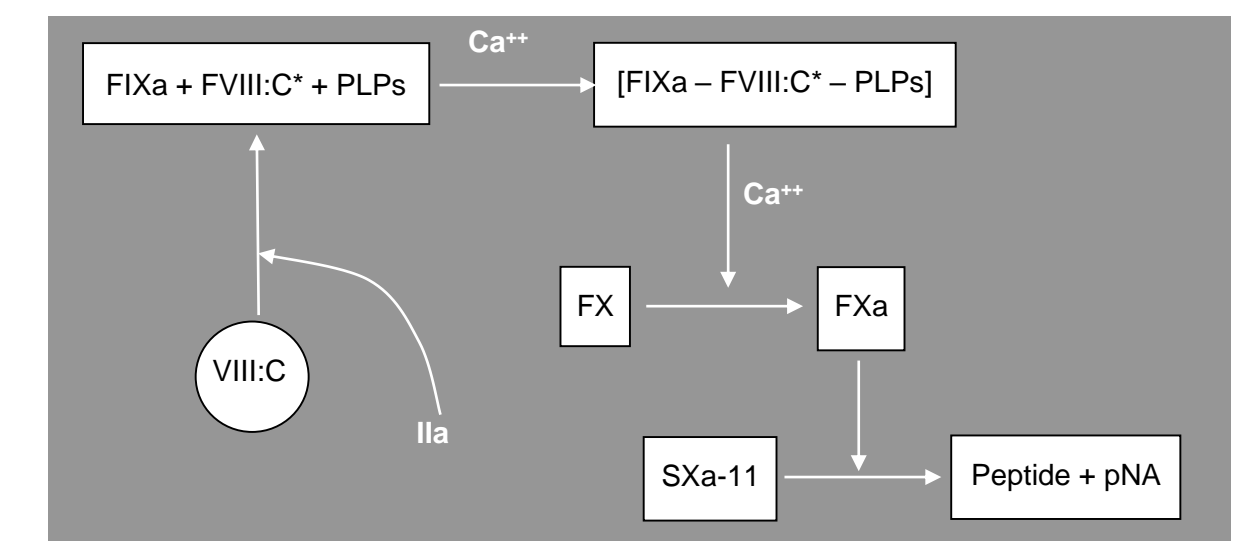 Ca++
FIXa + FVIII:C* + PLPs
[FIXa – FVIII:C* – PLPs]
Ca++
FX
FXa
VIII:C
IIa
SXa-11
Peptide + pNA